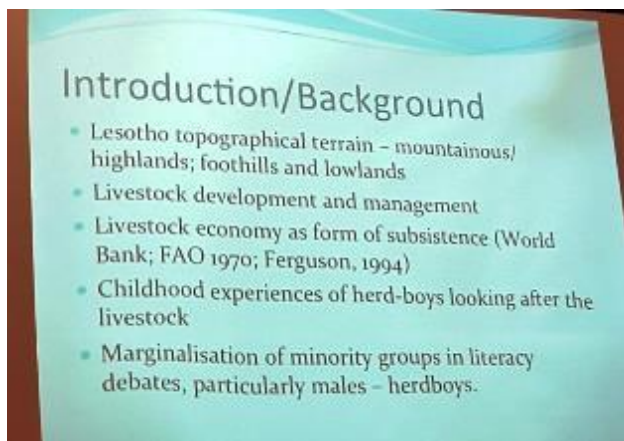 Introduction/Background
Lesotho topographical terrain – mountainous/
highlands; foothills and lowlands
Livestock development and management
Livestock economy as form of subsistence (World
Bank; FAO 1970; Ferguson, 1994)
Childhood experiences of herd-boys looking after the
livestock
Marginalisation of minority groups in literacy
debates, particularly males – herdboys.